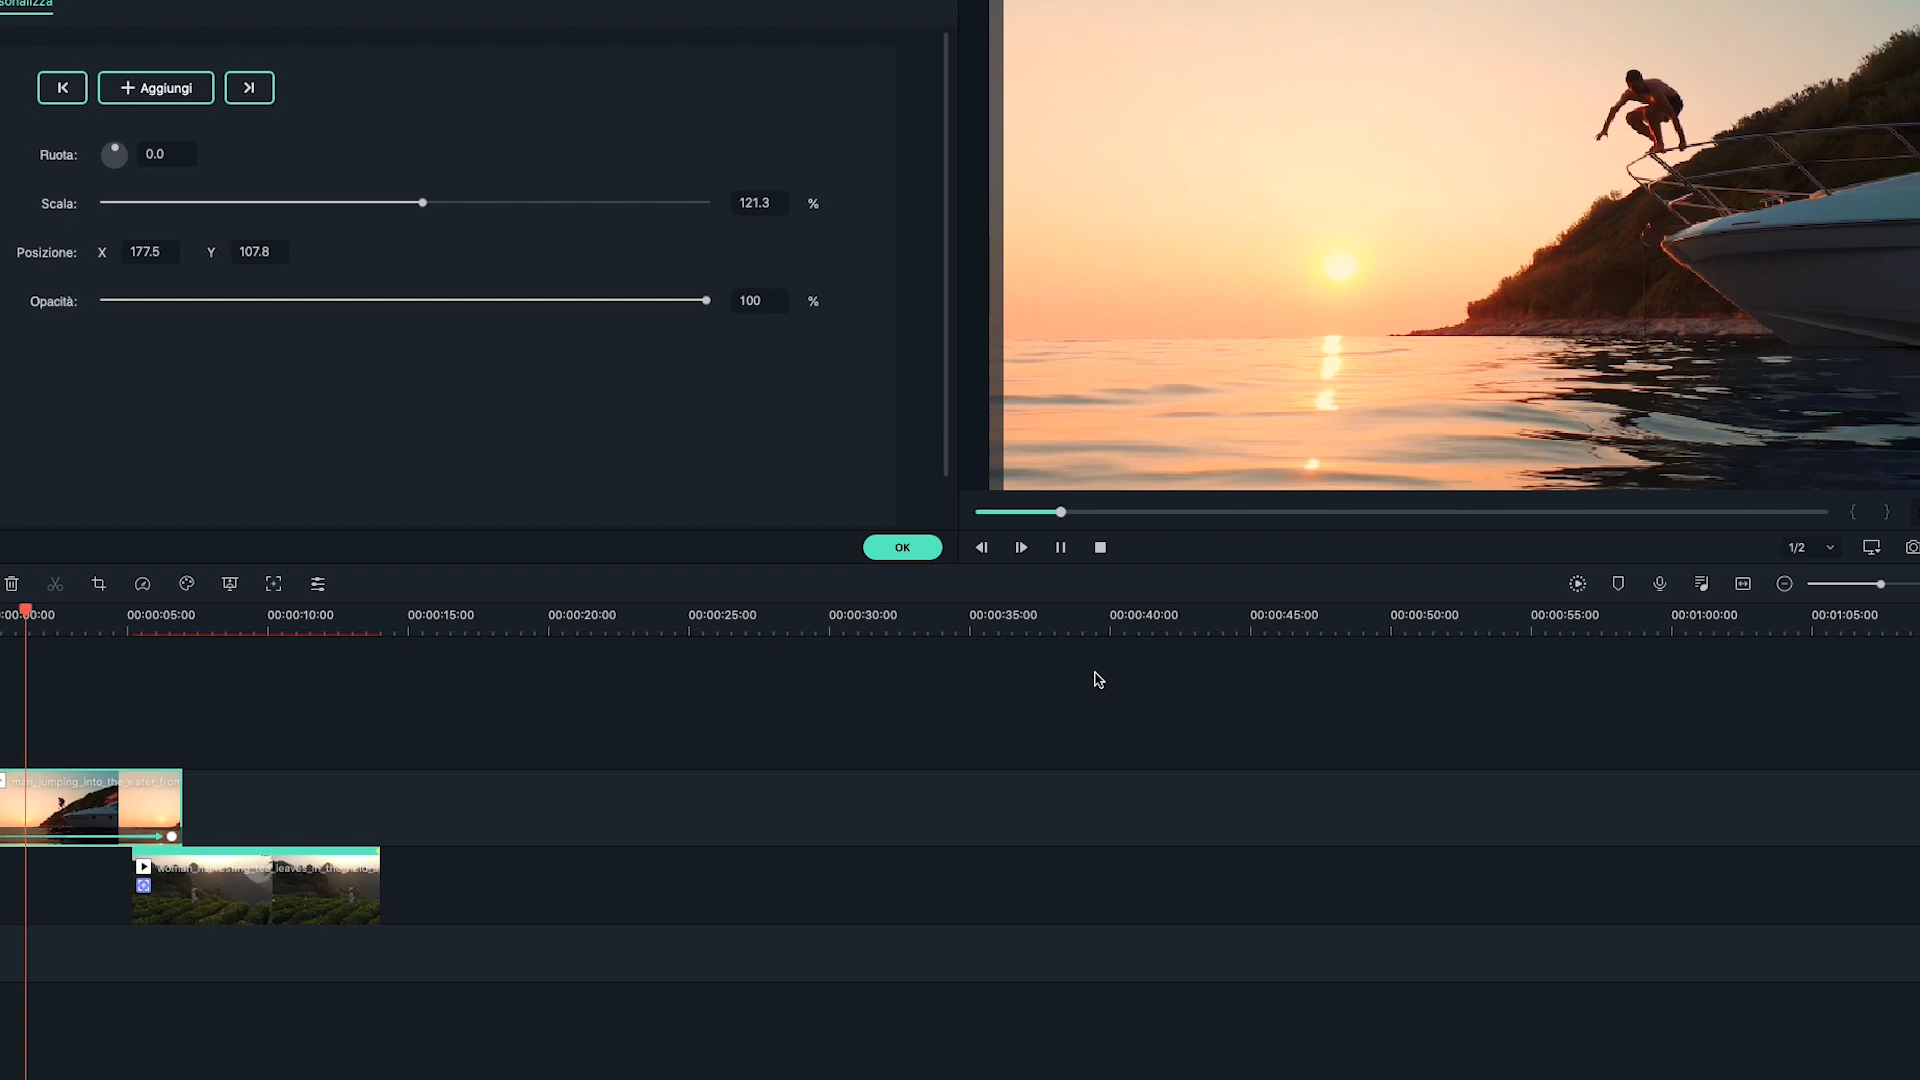 sonalizza
Aggiungi
Ruota: 0.0
Scala: 121.3 %
Posizione: X 177.5 Y 107.8
Opacità: 100 %
{ }
OK
1/2
:00:00:00 00:00:05:00 00:00:10:00 00:00:15:00 00:00:20:00 00:00:25:00 00:00:30:00 00:00:35:00 00:00:40:00 00:00:45:00 00:00:50:00 00:00:55:00 00:01:00:00 00:01:05:00
man_jumping_into_the_water_from
woman_harvesting_tea_leaves_in_the_field_a